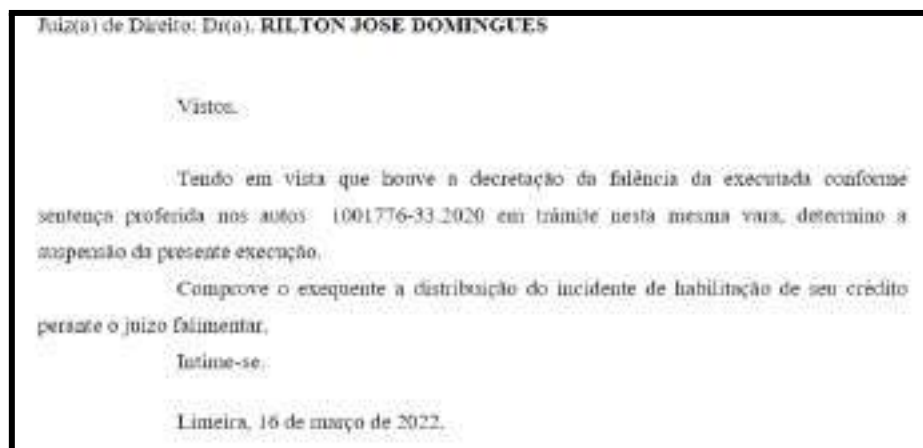 Juiz(a) de Direito: Dr(a). RILTON JOSE DOMINGUES
Vistos.
Tendo em vista que houve a decretação da falência da executada conforme
sentença proferida nos autos 1001776-33.2020 em trâmite nesta mesma vara, determino a
suspensão da presente execução.
Comprove o exequente a distribuição do incidente de habilitação de seu crédito
perante o juizo falimentar.
Intime-se.
Limeira, 16 de março de 2022.